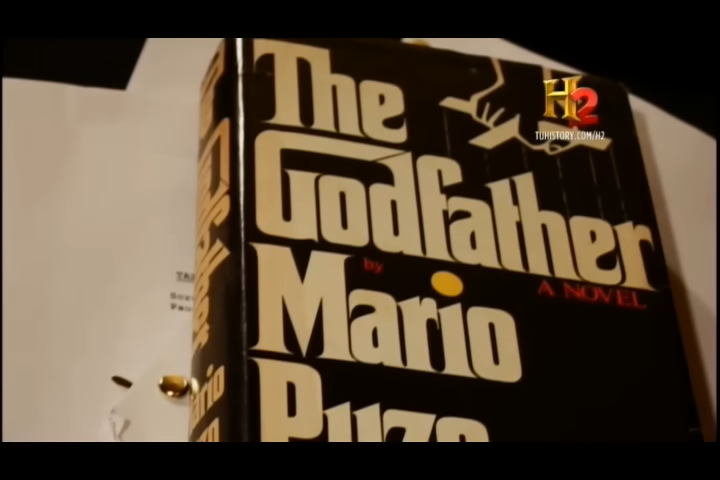 The
Godfather
by
Mario
A NOVEL
Puzo
H2
TUHISTORY.COM/H2